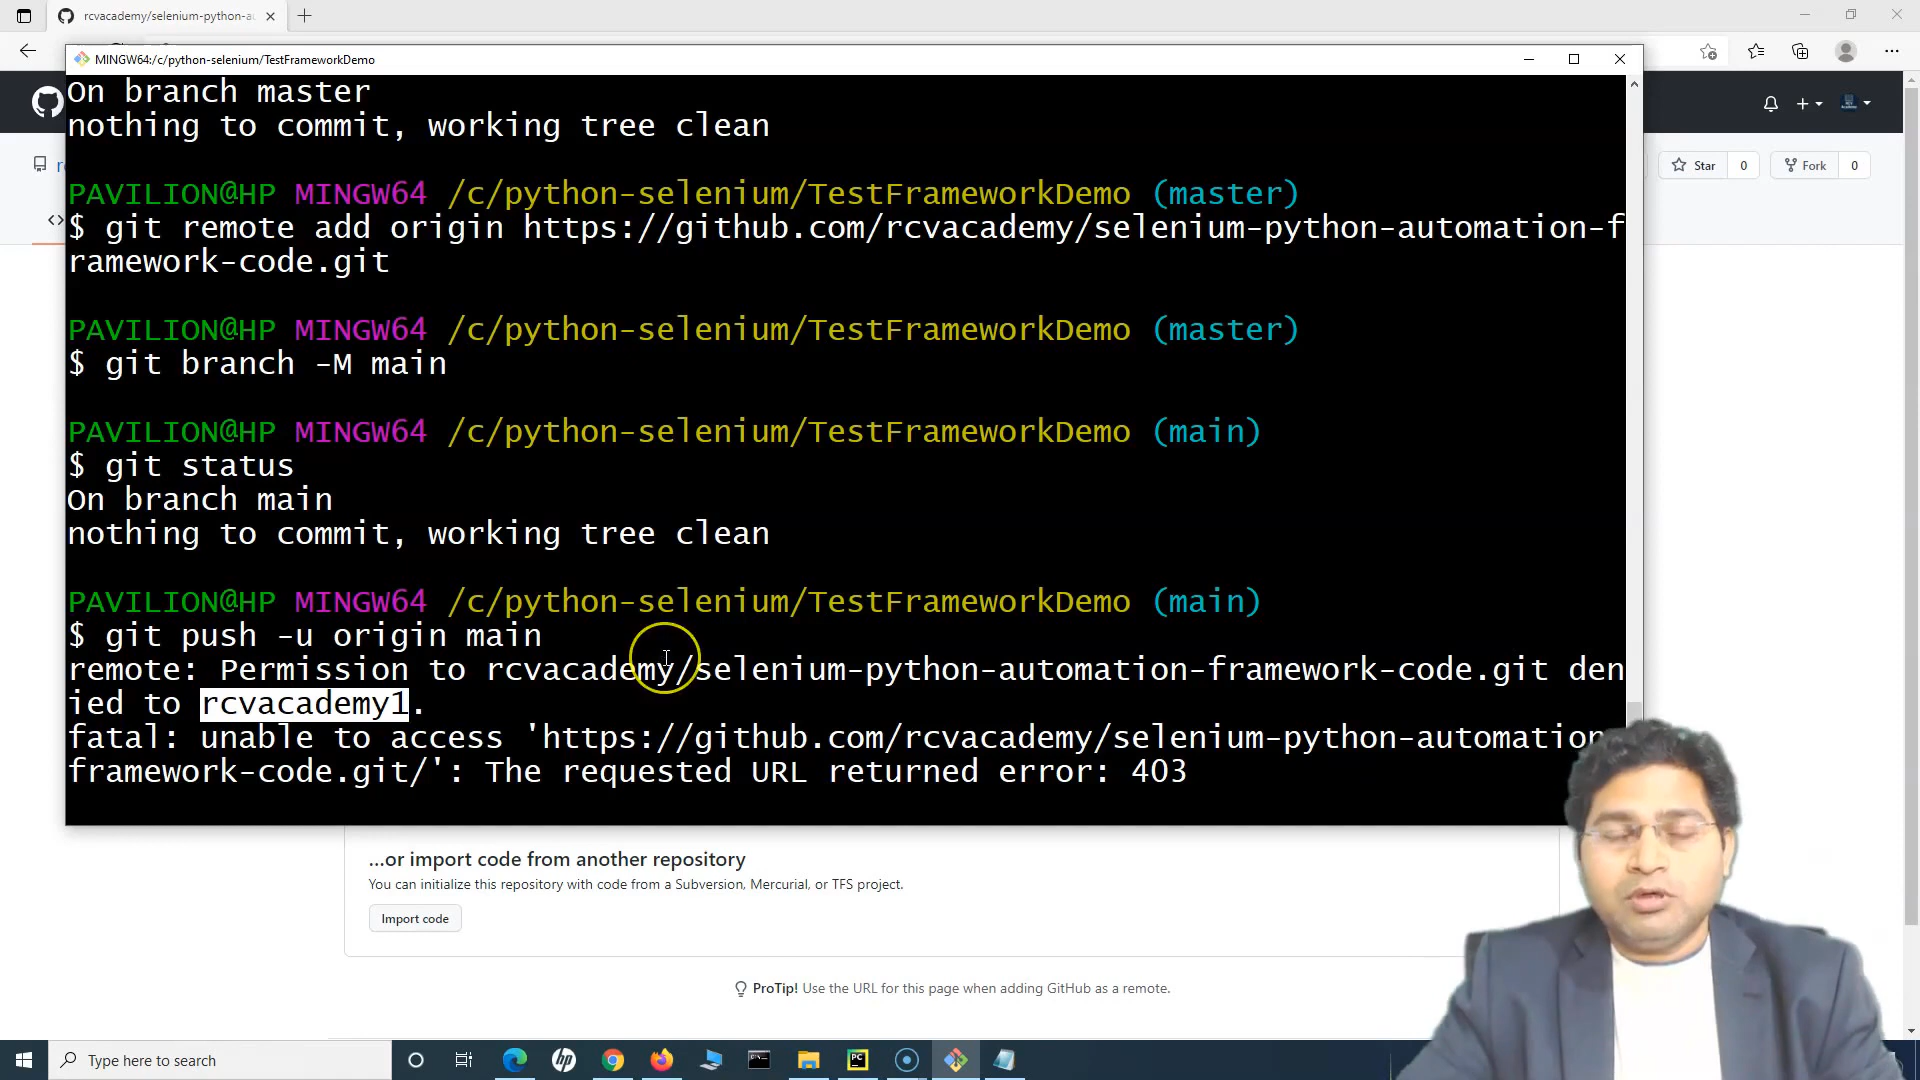 rcvacademy/selenium-python-a
MINGW64:/c/python-selenium/TestFrameworkDemo
On branch master
nothing to commit, working tree clean
PAVILION@HP MINGW64 /c/python-selenium/TestFrameworkDemo (master)
$ git remote add origin https://github.com/rcvacademy/selenium-python-automation-f
ramework-code.git
PAVILION@HP MINGW64 /c/python-selenium/TestFrameworkDemo (master)
$ git branch -M main
PAVILION@HP MINGW64 /c/python-selenium/TestFrameworkDemo (main)
$ git status
On branch main
nothing to commit, working tree clean
PAVILION@HP MINGW64 /c/python-selenium/TestFrameworkDemo (main)
$ git push -u origin main
remote: Permission to rcvacademy/selenium-python-automation-framework-code.git den
ied to rcvacademy1.
fatal: unable to access 'https://github.com/rcvacademy/selenium-python-automation
framework-code.git/': The requested URL returned error: 403
Star 0
Fork 0
...or import code from another repository
You can initialize this repository with code from a Subversion, Mercurial, or TFS project.
Import code
ProTip! Use the URL for this page when adding GitHub as a remote.
Type here to search
hp
PC